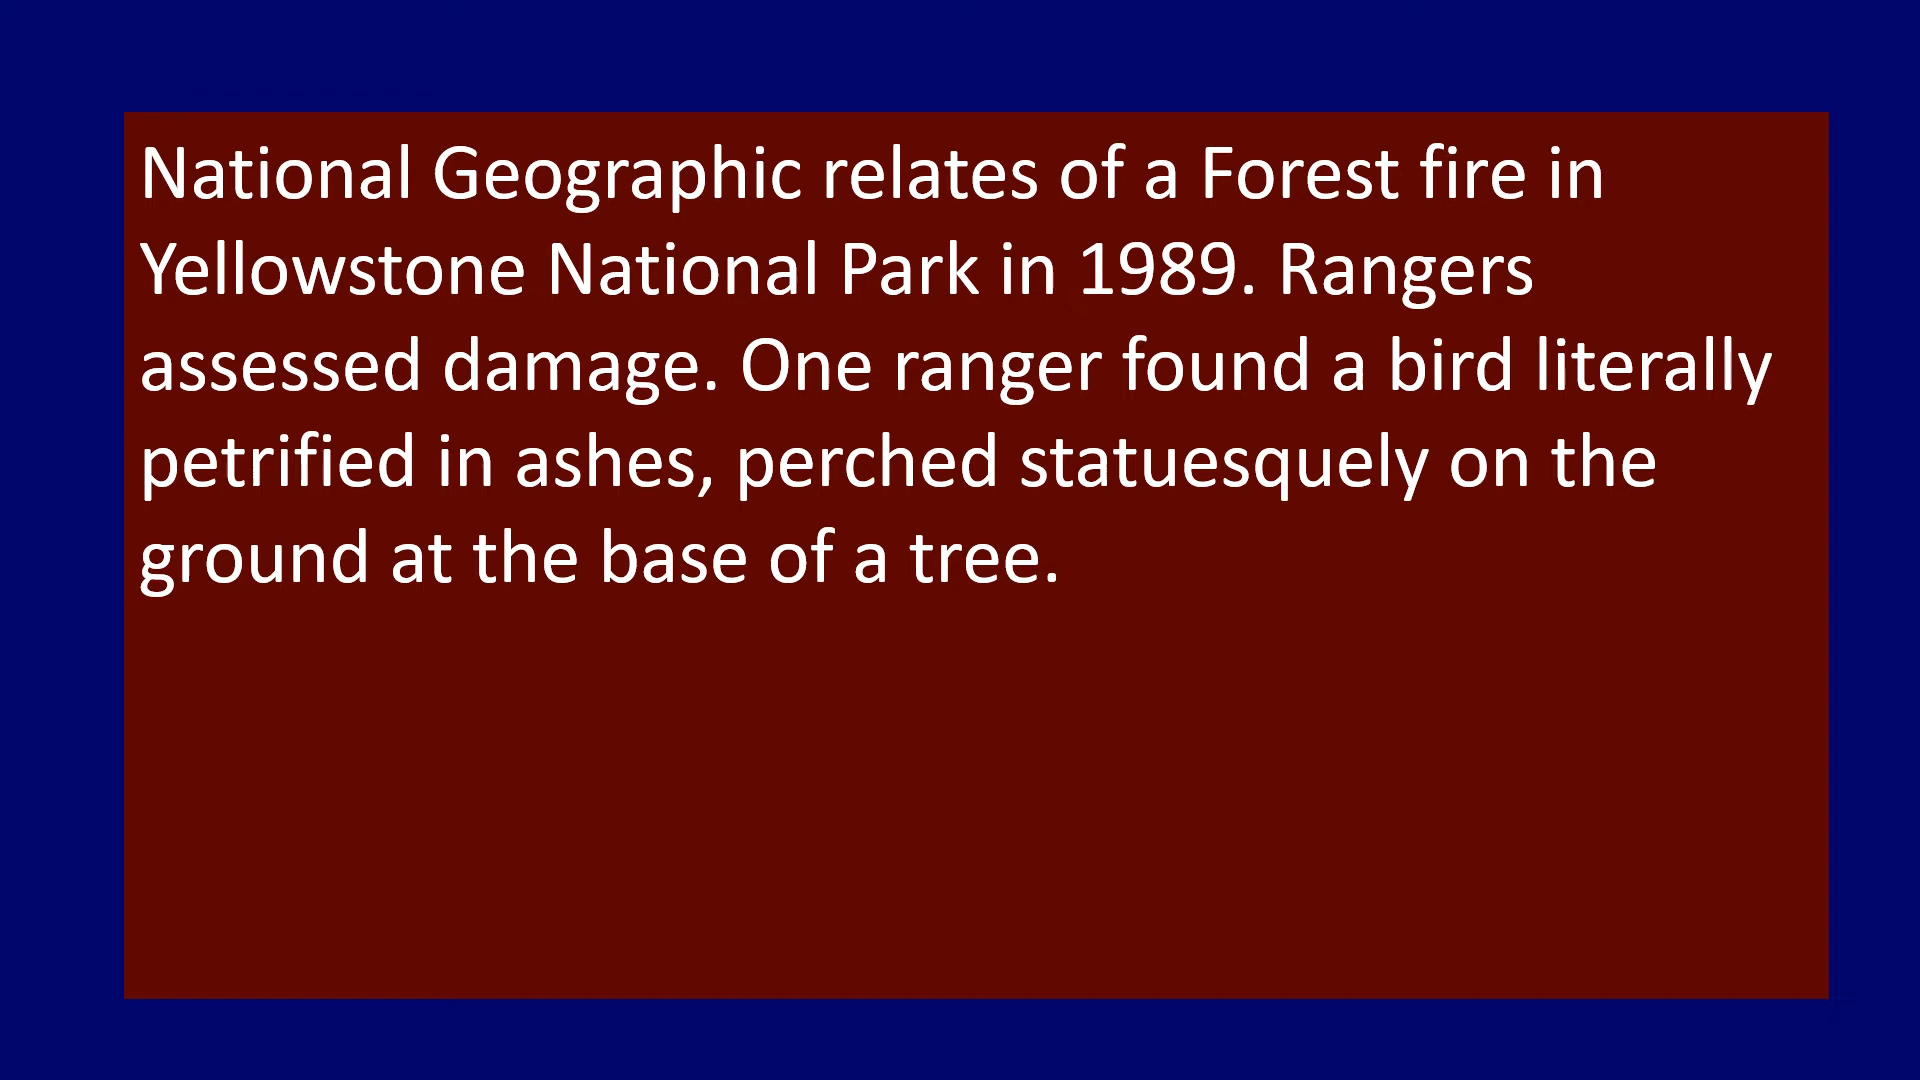 National Geographic relates of a Forest fire in
Yellowstone National Park in 1989. Rangers
assessed damage. One ranger found a bird literally
petrified in ashes, perched statuesquely on the
ground at the base of a tree.